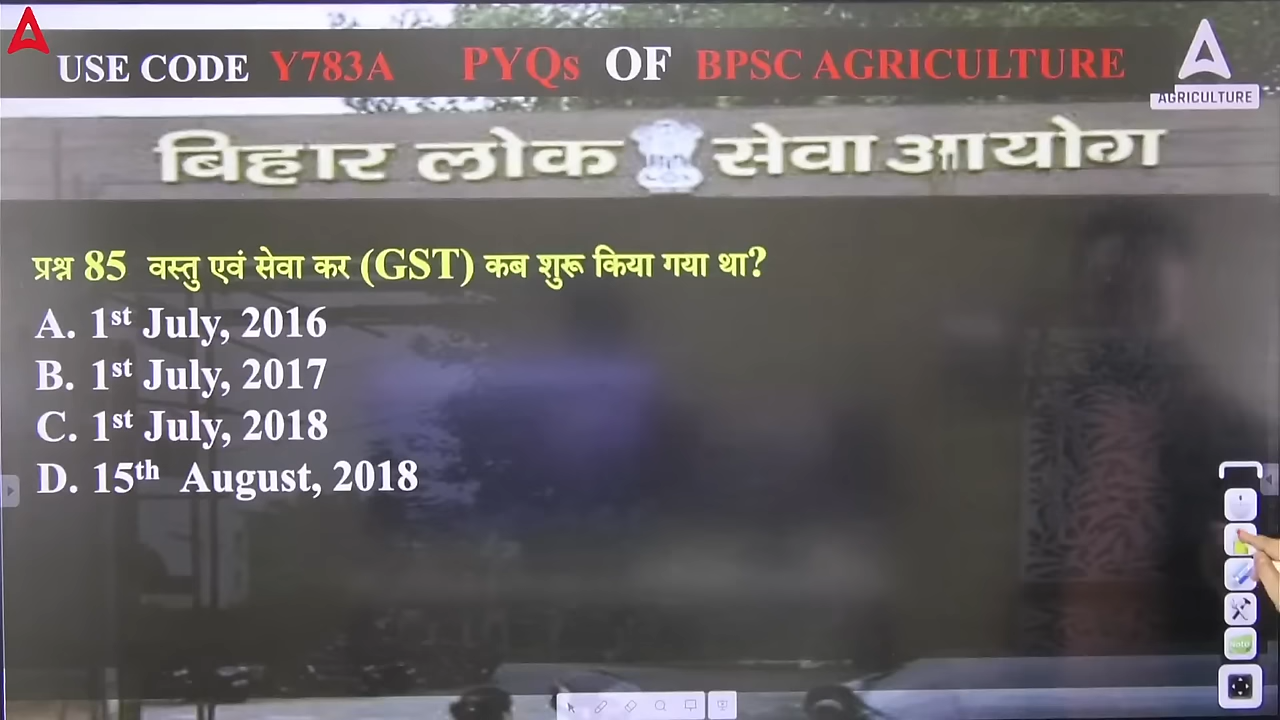 USE CODE Y783A PYQs OF BPSC AGRICULTURE
AGRICULTURE
बिहार लोक सेवा आयोग
प्रश्न 85 वस्तु एवं सेवा कर (GST) कब शुरू किया गया था?
A. 1st July, 2016
B. 1st July, 2017
C. 1st July, 2018
D. 15th August, 2018